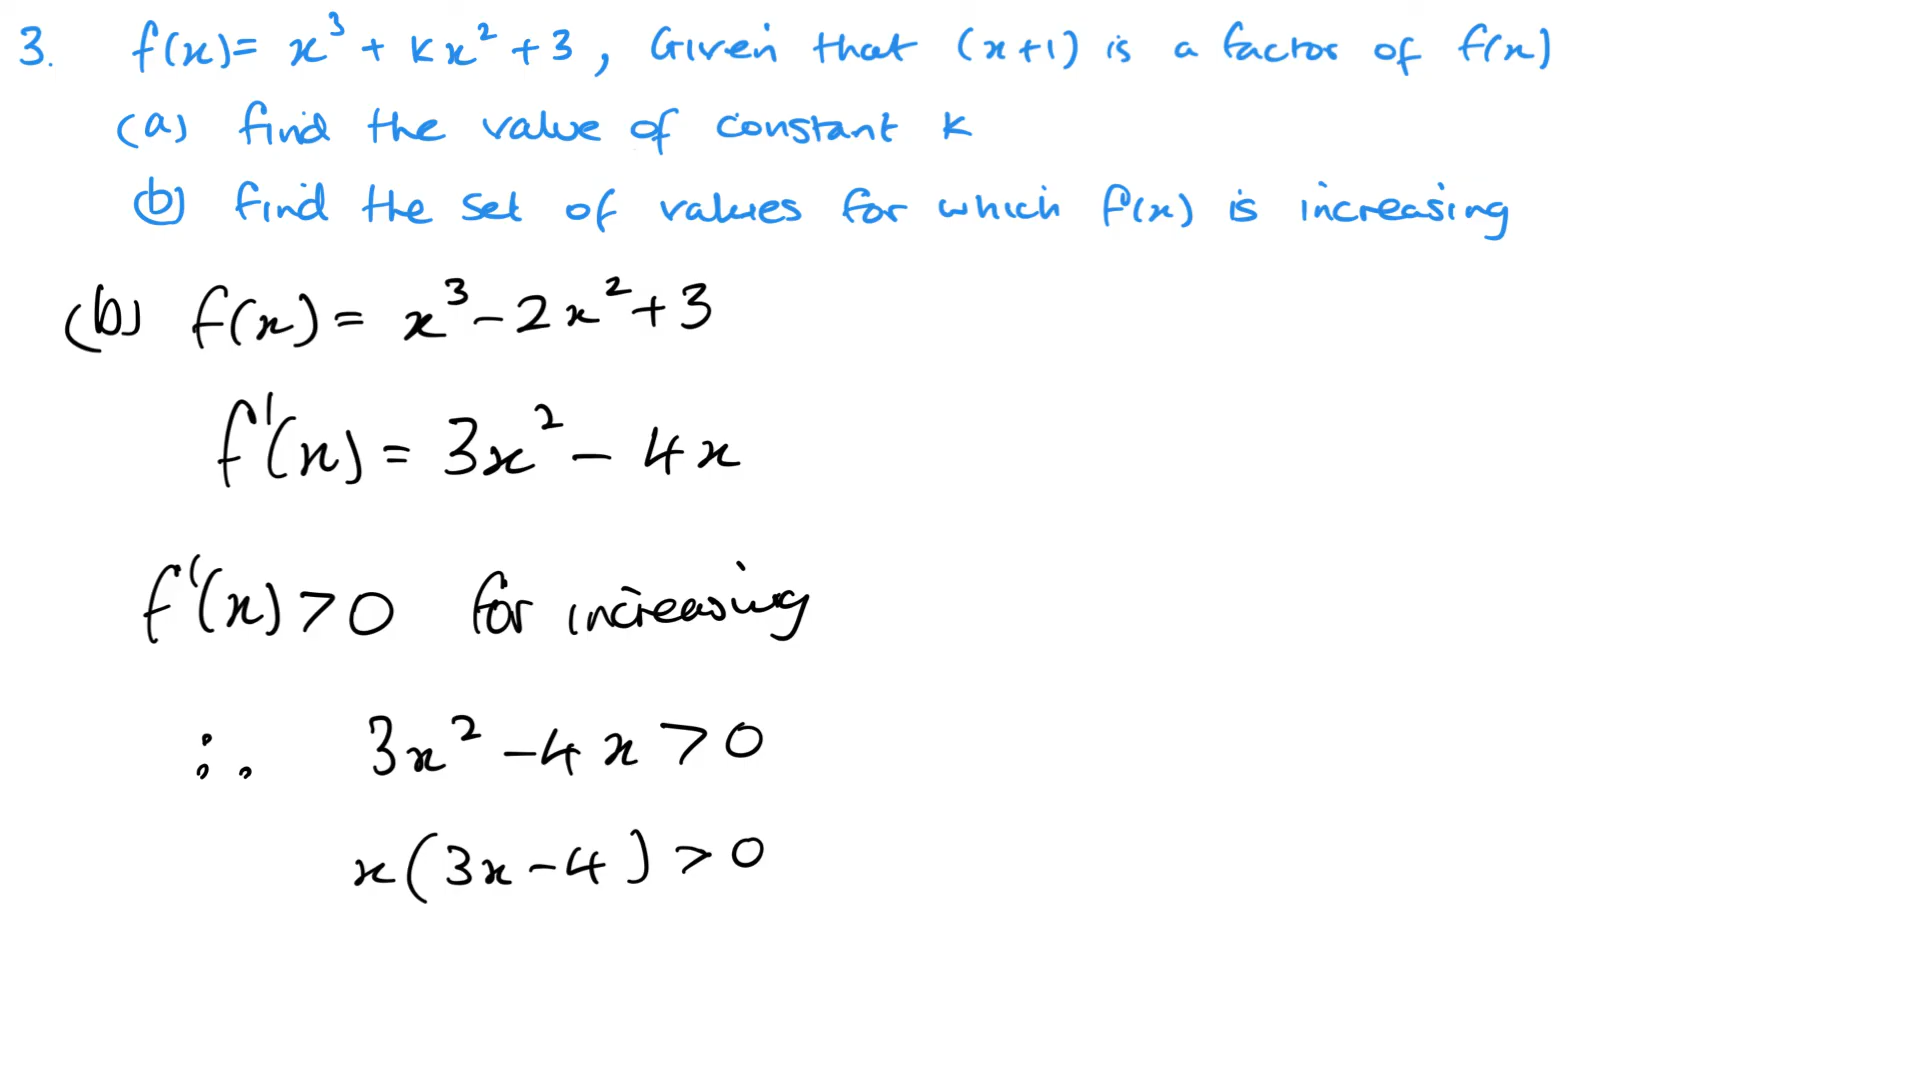 3. f(x)= x³ + kx² + 3, Given that (x+1) is a factor of f(x)
(a) find the value of constant k
(b) find the set of values for which f(x) is increasing
(b) f(x) = x³-2x²+3
f'(x) = 3x² - 4x
f'(x) > 0 for increasing
∴ 3x² - 4x > 0
x(3x-4) > 0